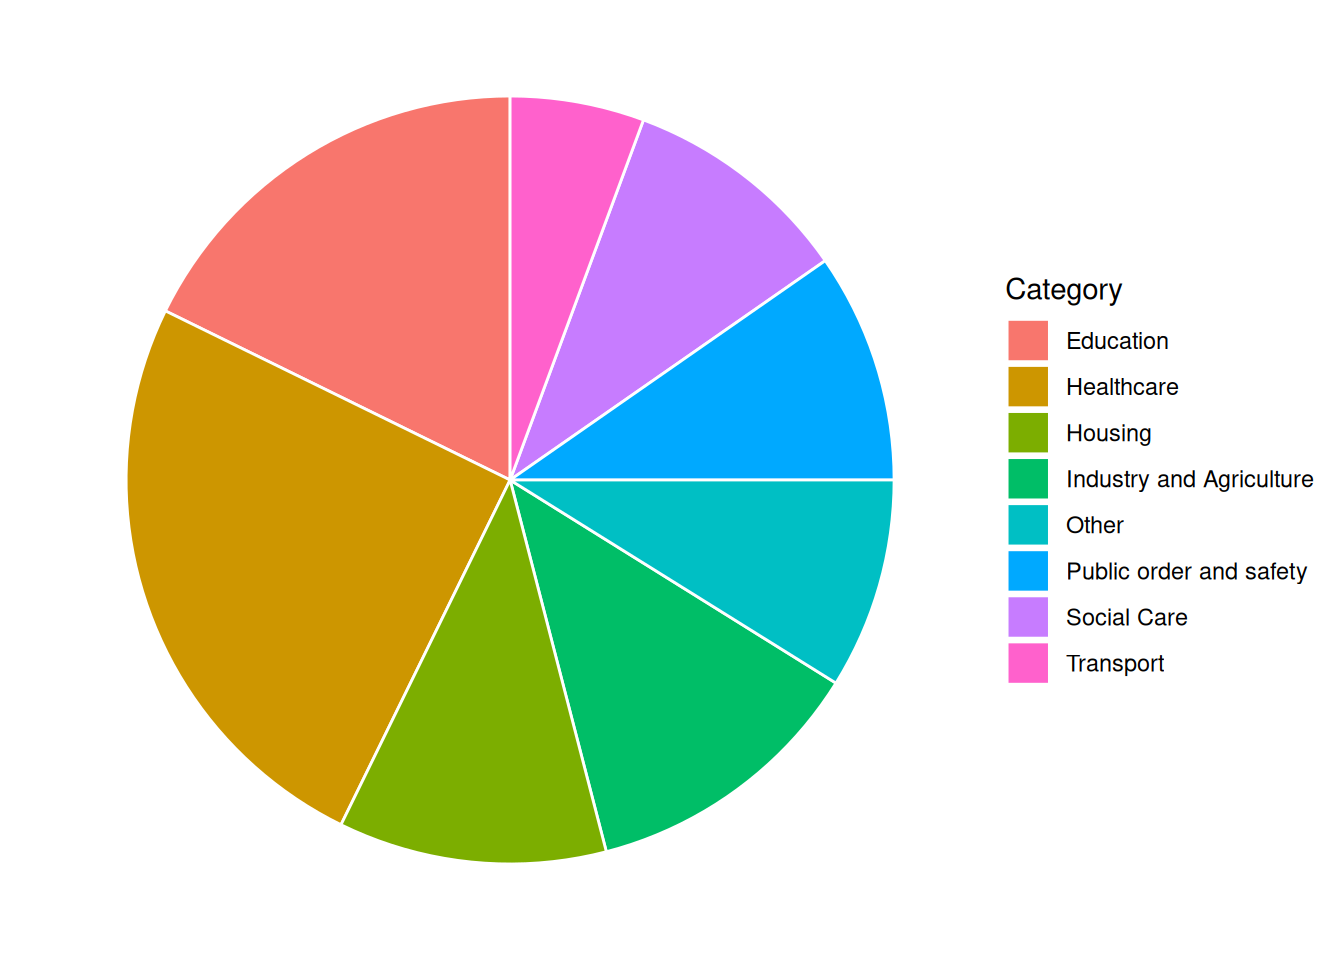 Category
Education
Healthcare
Housing
Industry and Agriculture
Other
Public order and safety
Social Care
Transport